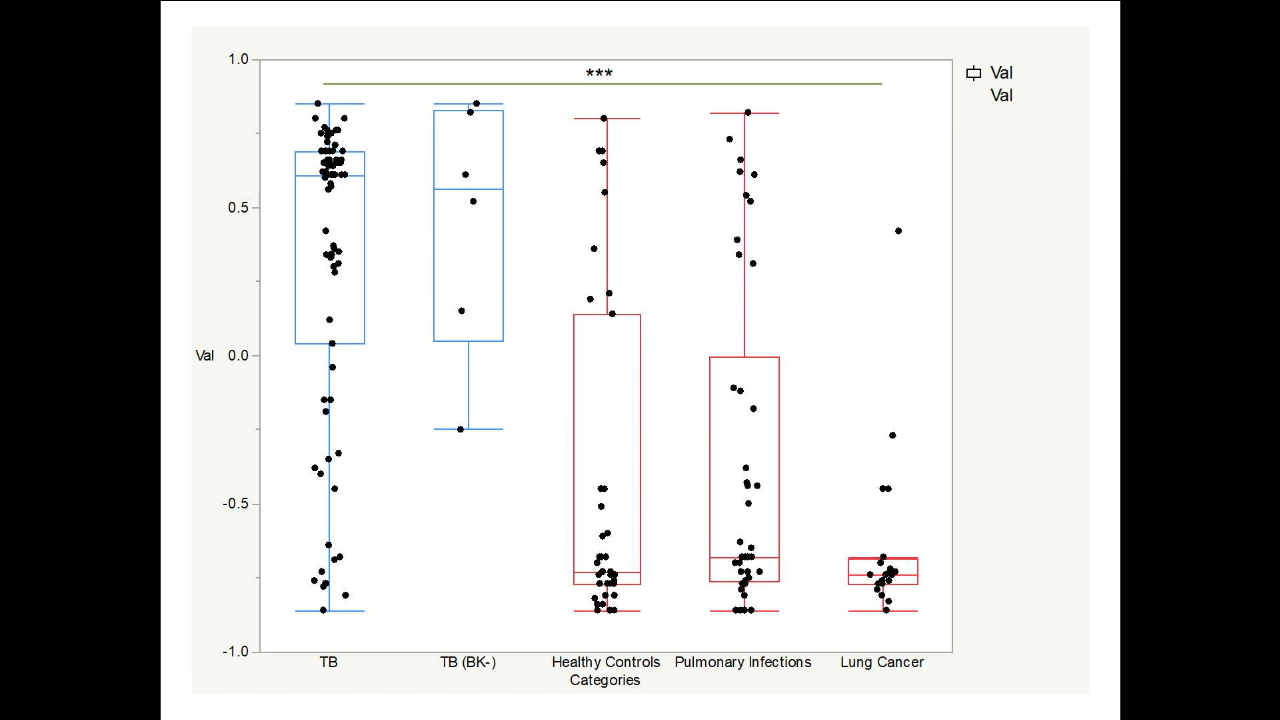 1.0
***
Val
Val
0.5
Val 0.0
-0.5
-1.0
TB TB (BK-) Healthy Controls Pulmonary Infections Lung Cancer
Categories